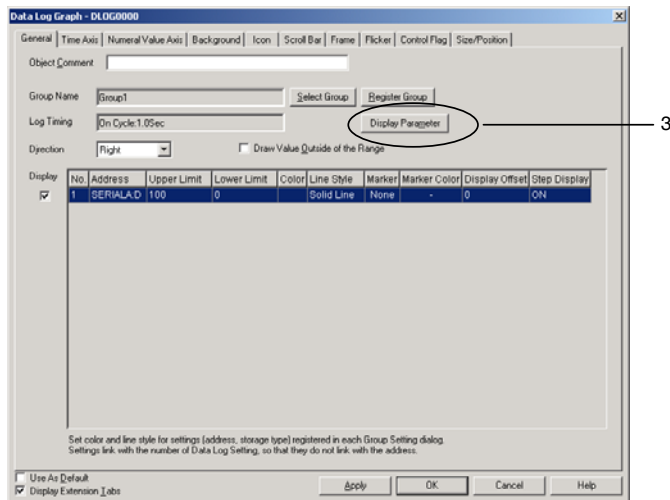 Data Log Graph - DLOG0000
General Time Axis Numeral Value Axis Background Icon Scroll Bar Frame Flicker Control Flag Size/Position
Object Comment
Group Name Group1 Select Group Register Group
Log Timing On Cycle:1.0Sec Display Parameter 3
Direction Right Draw Value Outside of the Range
Display No. Address Upper Limit Lower Limit Color Line Style Marker Marker Color Display Offset Step Display
1 SERIALA:D 100 0 Solid Line None - 0 ON
Set color and line style for settings (address, storage type) registered in each Group Setting dialog.
Settings link with the number of Data Log Setting, so that they do not link with the address.
Use As Default
Display Extension Tabs Apply OK Cancel Help